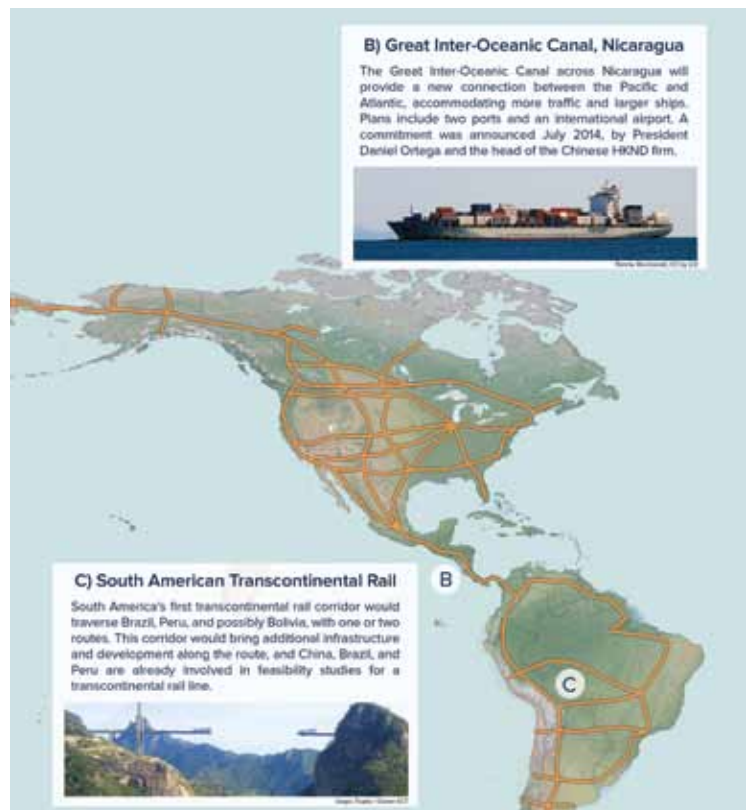 B) Great Inter-Oceanic Canal, Nicaragua
The Great Inter-Oceanic Canal across Nicaragua will
provide a new connection between the Pacific and
Atlantic, accommodating more traffic and larger ships.
Plans include two ports and an international airport. A
commitment was announced July 2014, by President
Daniel Ortega and the head of the Chinese HKND firm.
B
C) South American Transcontinental Rail
South America's first transcontinental rail corridor would
traverse Brazil, Peru, and possibly Bolivia, with one or two
routes. This corridor would bring additional infrastructure
and development along the route, and China, Brazil, and
Peru are already involved in feasibility studies for a
transcontinental rail line.
C